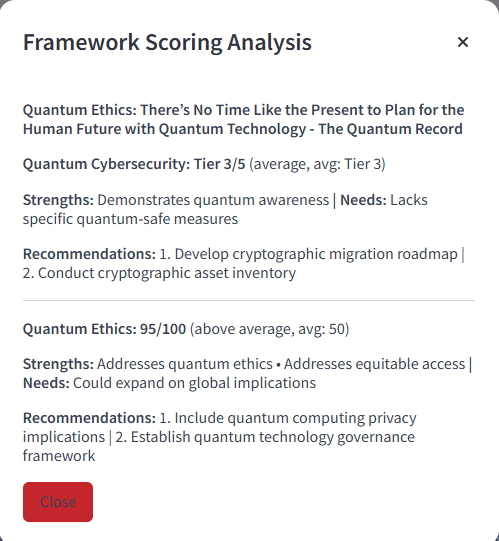 Framework Scoring Analysis ×
Quantum Ethics: There’s No Time Like the Present to Plan for the
Human Future with Quantum Technology - The Quantum Record
Quantum Cybersecurity: Tier 3/5 (average, avg: Tier 3)
Strengths: Demonstrates quantum awareness | Needs: Lacks
specific quantum-safe measures
Recommendations: 1. Develop cryptographic migration roadmap |
2. Conduct cryptographic asset inventory
Quantum Ethics: 95/100 (above average, avg: 50)
Strengths: Addresses quantum ethics • Addresses equitable access |
Needs: Could expand on global implications
Recommendations: 1. Include quantum computing privacy
implications | 2. Establish quantum technology governance
framework
Close